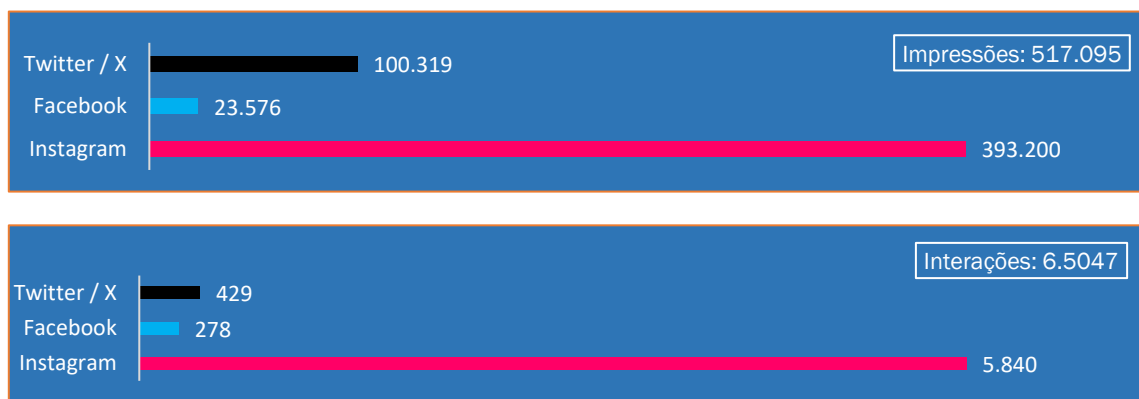 Impressões: 517.095
Twitter / X 100.319
Facebook 23.576
Instagram 393.200
Interações: 6.5047
Twitter / X 429
Facebook 278
Instagram 5.840